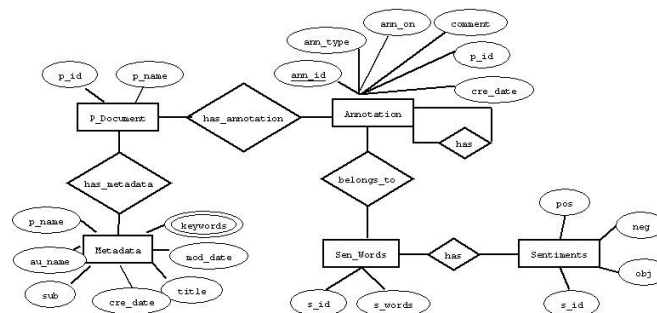 ann_on
comment
ann_type
p_id
p_id
p_name
ann_id
cre_date
P_Document
has_annotation
Annotation
has
has_metadata
belongs_to
p_name
keywords
pos
neg
au_name
Metadata
mod_date
Sen_Words
has
Sentiments
sub
cre_date
title
obj
s_id
s_words
s_id